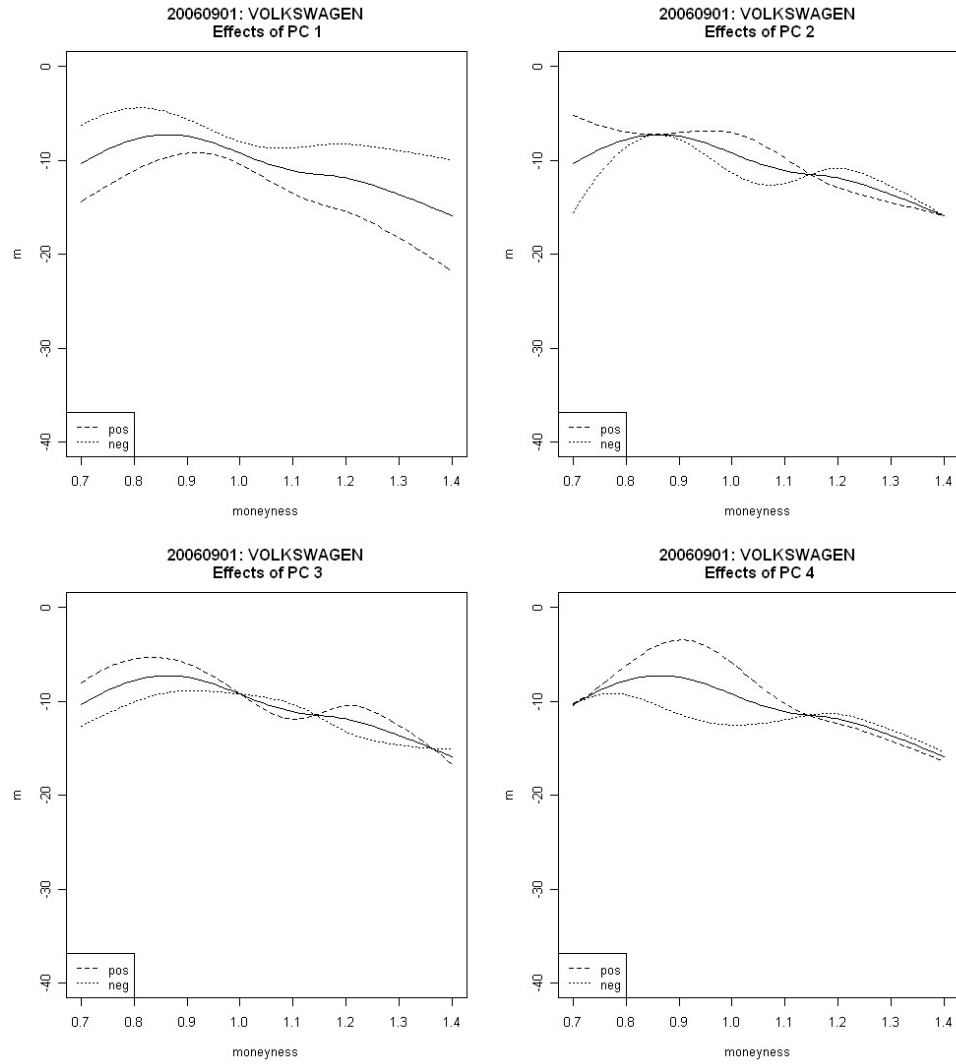 20060901: VOLKSWAGEN
Effects of PC 1
0
-10
-20
-30
-40
m
pos
neg
0.7 0.8 0.9 1.0 1.1 1.2 1.3 1.4
moneyness
20060901: VOLKSWAGEN
Effects of PC 2
0
-10
-20
-30
-40
m
pos
neg
0.7 0.8 0.9 1.0 1.1 1.2 1.3 1.4
moneyness
20060901: VOLKSWAGEN
Effects of PC 3
0
-10
-20
-30
-40
m
pos
neg
0.7 0.8 0.9 1.0 1.1 1.2 1.3 1.4
moneyness
20060901: VOLKSWAGEN
Effects of PC 4
0
-10
-20
-30
-40
m
pos
neg
0.7 0.8 0.9 1.0 1.1 1.2 1.3 1.4
moneyness